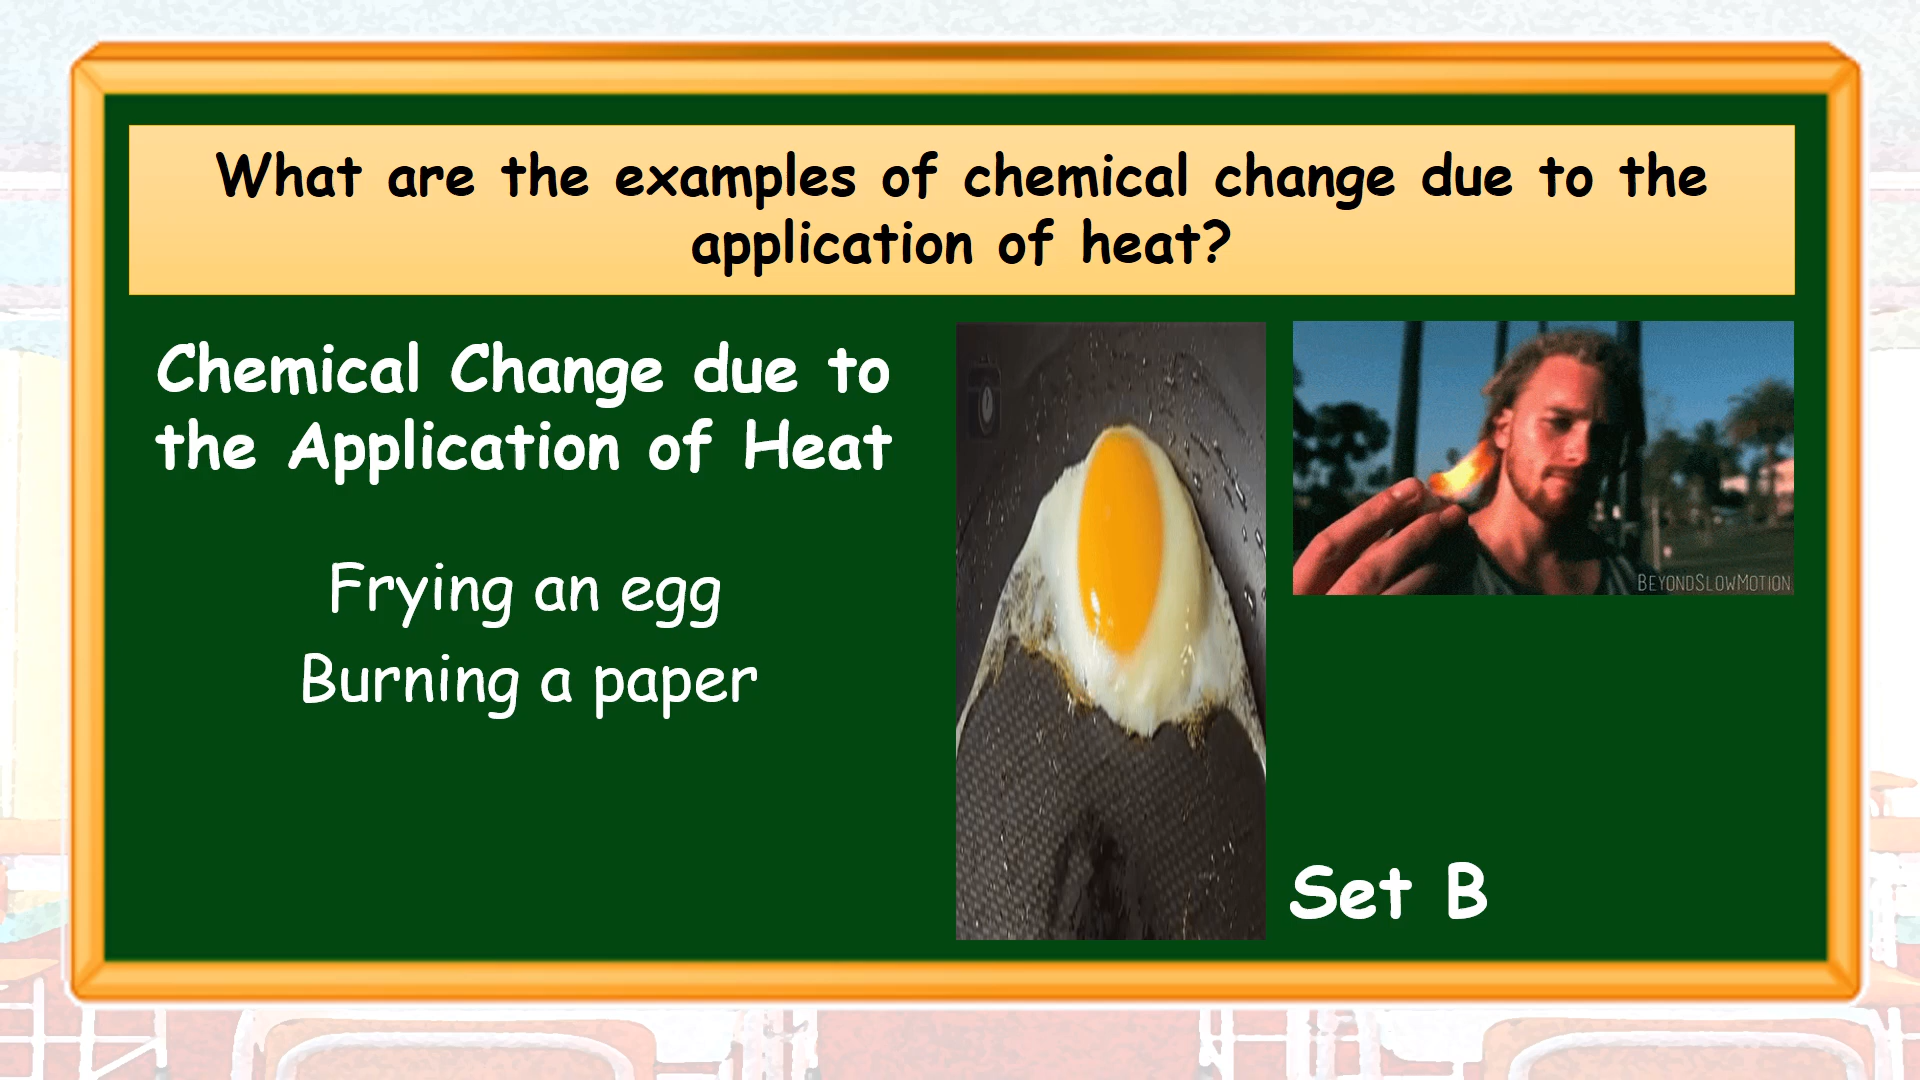 What are the examples of chemical change due to the
application of heat?
Chemical Change due to
the Application of Heat
Frying an egg
Burning a paper
BEYONDSLOWMOTION
Set B